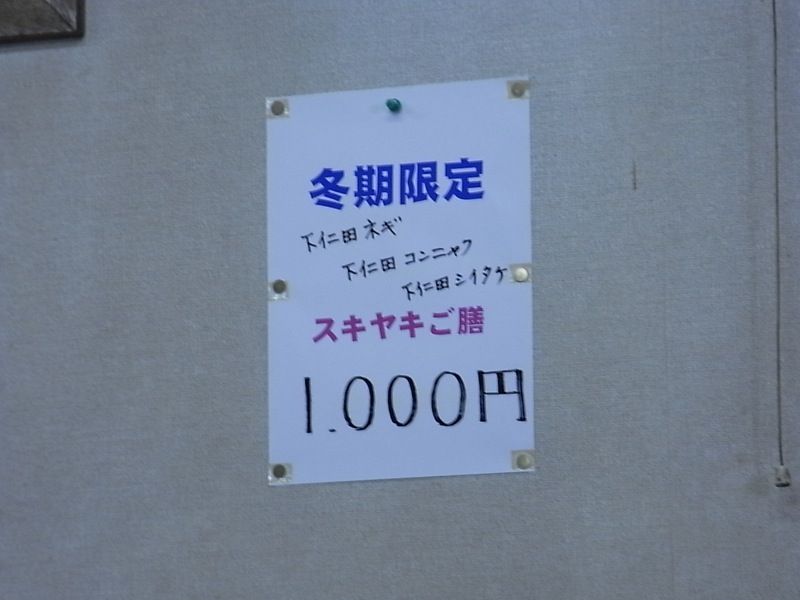 冬期限定
下仁田ネギ
下仁田コンニャク
下仁田シイタケ
スキヤキご膳
1.000円